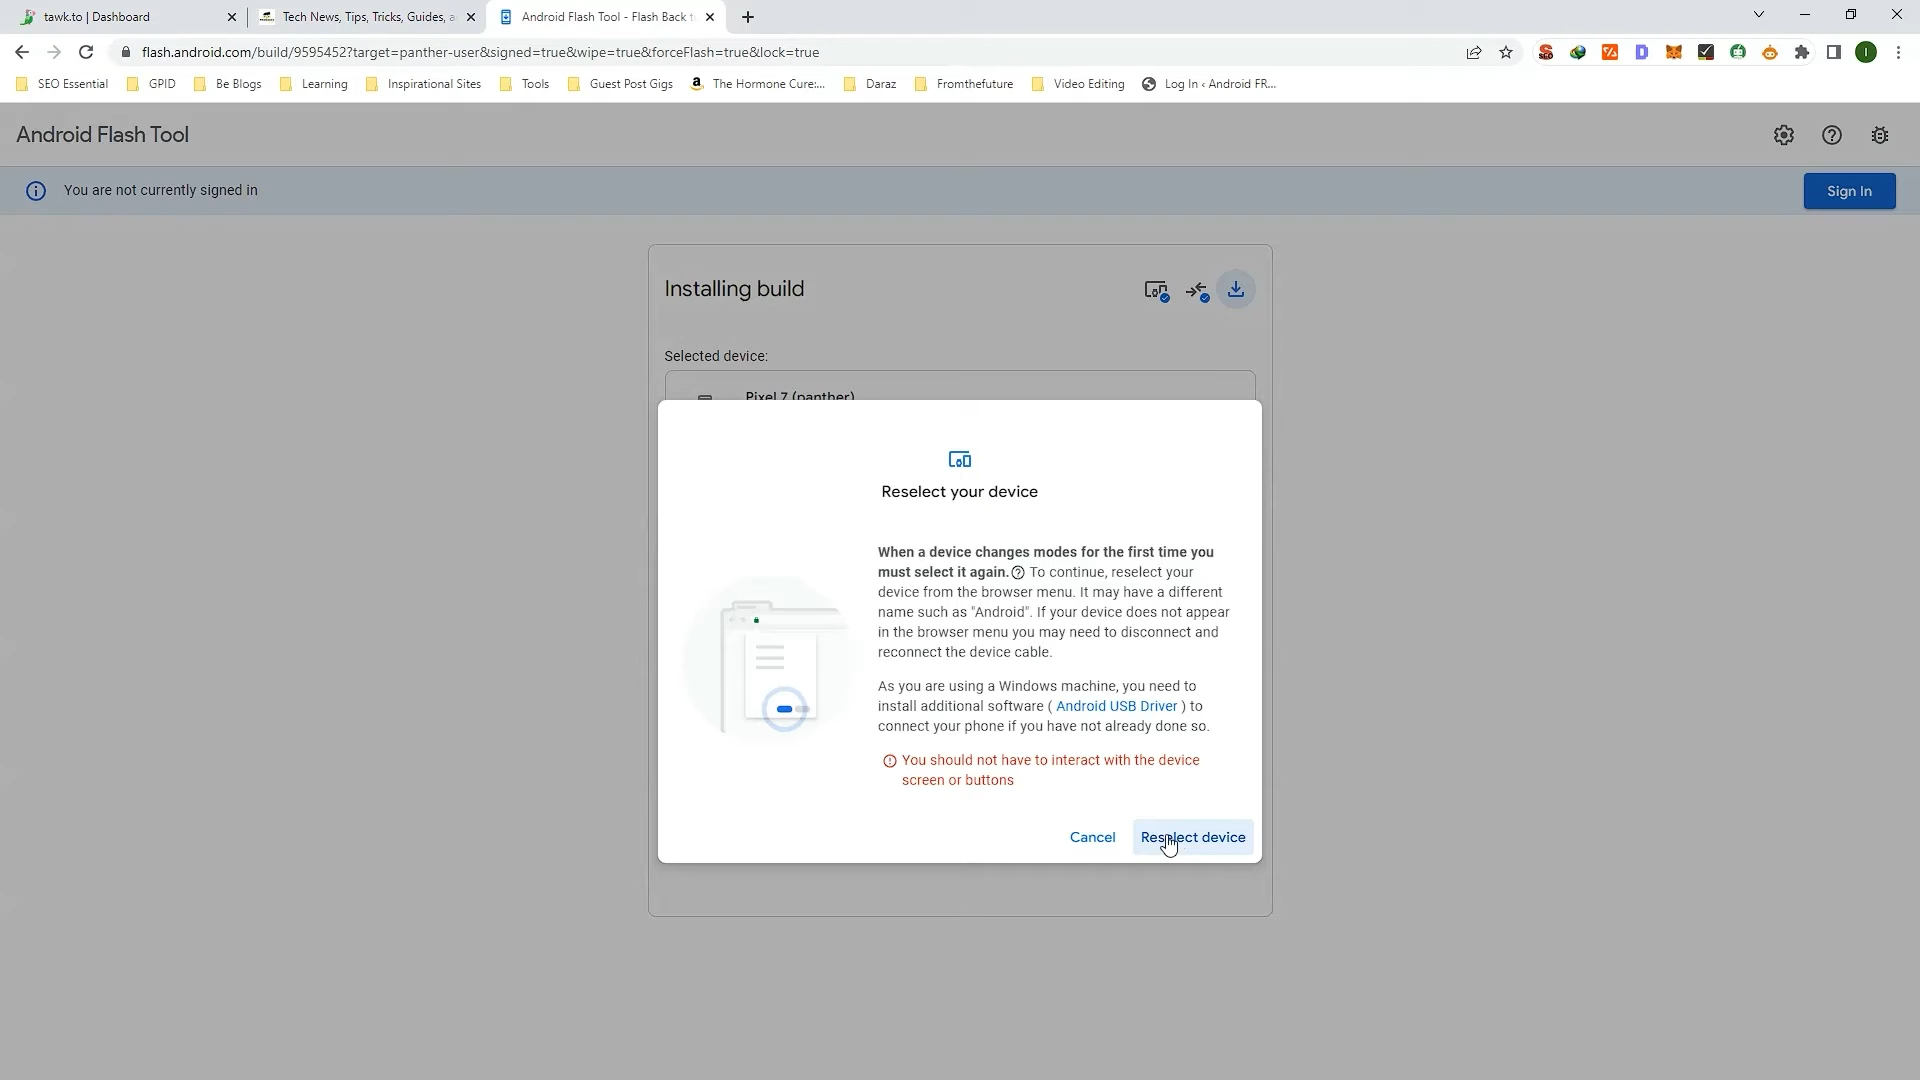 tawk.to | Dashboard
Tech News, Tips, Tricks, Guides, a
Android Flash Tool - Flash Back t
flash.android.com/build/9595452?target=panther-user&signed=true&wipe=true&forceFlash=true&lock=true
SEO Essential
GPID
Be Blogs
Learning
Inspirational Sites
Tools
Guest Post Gigs
The Hormone Cure:...
Daraz
Fromthefuture
Video Editing
Log In ‹ Android FR...
Android Flash Tool
You are not currently signed in
Sign In
Installing build
Selected device:
Pixel 7 (panther)
Reselect your device
When a device changes modes for the first time you
must select it again. To continue, reselect your
device from the browser menu. It may have a different
name such as "Android". If your device does not appear
in the browser menu you may need to disconnect and
reconnect the device cable.
As you are using a Windows machine, you need to
install additional software ( Android USB Driver ) to
connect your phone if you have not already done so.
You should not have to interact with the device
screen or buttons
Cancel
Reselect device